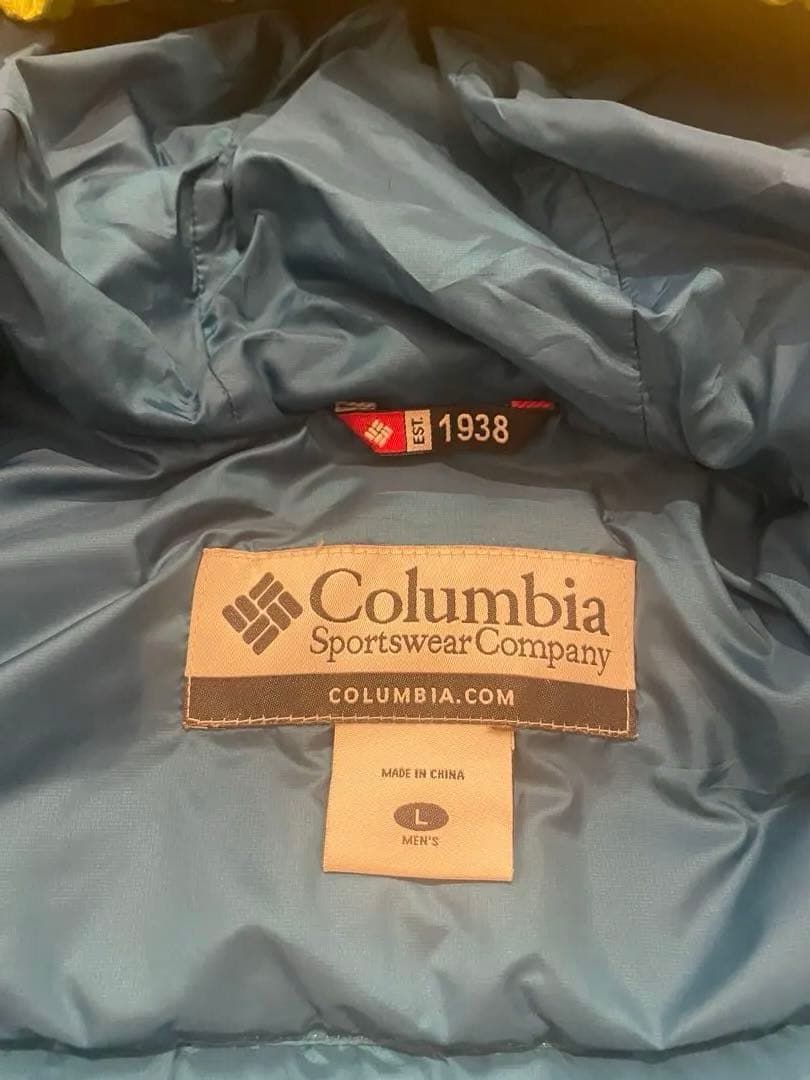 EST. 1938
Columbia
Sportswear Company
COLUMBIA.COM
MADE IN CHINA
L
MEN'S